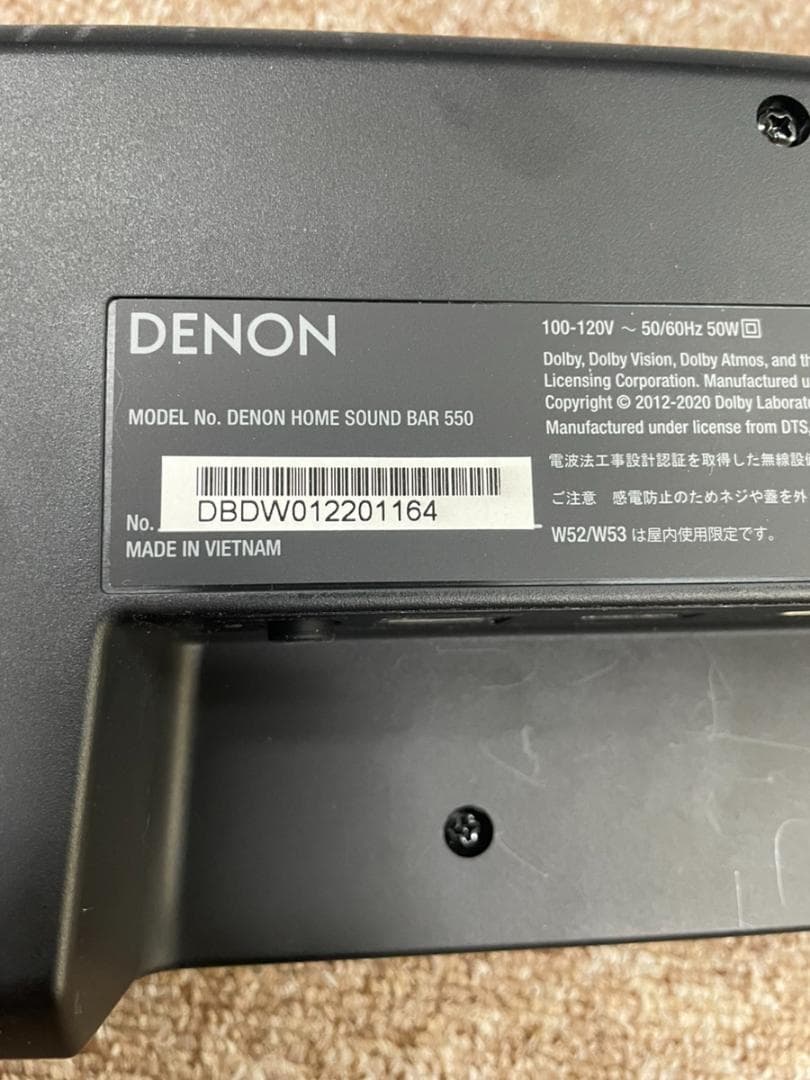 DENON
MODEL No. DENON HOME SOUND BAR 550
DBDW012201164
No.
MADE IN VIETNAM
100-120V ～ 50/60Hz 50W
Dolby, Dolby Vision, Dolby Atmos, and
Licensing Corporation. Manufactured
Copyright © 2012-2020 Dolby
Manufactured under license from DTS,
電波法工事設計認証を取得した無線設
ご注意 感電防止のためネジや蓋を外
W52/W53 は屋内使用限定です。